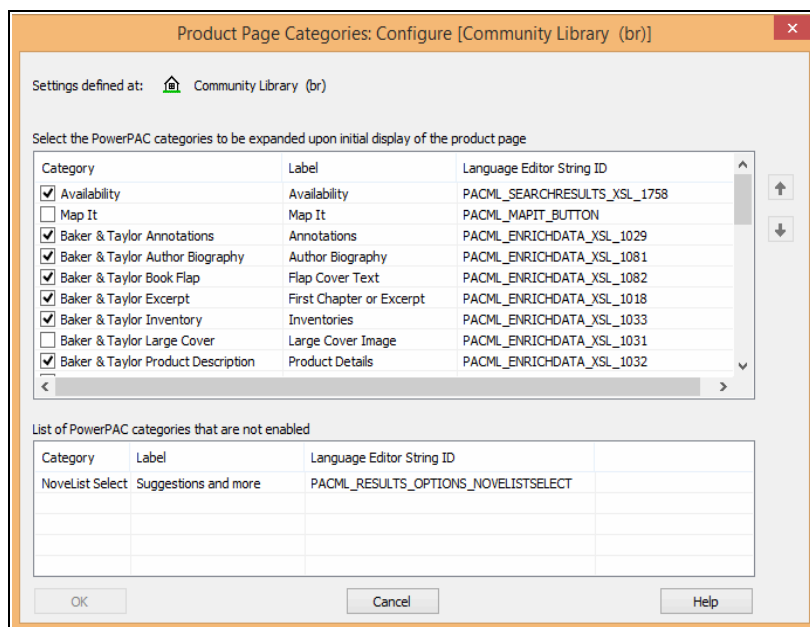 Product Page Categories: Configure [Community Library (br)]
Settings defined at: Community Library (br)
Select the PowerPAC categories to be expanded upon initial display of the product page
Category Label Language Editor String ID
Availability Availability PACML_SEARCHRESULTS_XSL_1758
Map It Map It PACML_MAPIT_BUTTON
Baker & Taylor Annotations Annotations PACML_ENRICHDATA_XSL_1029
Baker & Taylor Author Biography Author Biography PACML_ENRICHDATA_XSL_1081
Baker & Taylor Book Flap Flap Cover Text PACML_ENRICHDATA_XSL_1082
Baker & Taylor Excerpt First Chapter or Excerpt PACML_ENRICHDATA_XSL_1018
Baker & Taylor Inventory Inventories PACML_ENRICHDATA_XSL_1033
Baker & Taylor Large Cover Large Cover Image PACML_ENRICHDATA_XSL_1031
Baker & Taylor Product Description Product Details PACML_ENRICHDATA_XSL_1032
List of PowerPAC categories that are not enabled
Category Label Language Editor String ID
NoveList Select Suggestions and more PACML_RESULTS_OPTIONS_NOVELISTSELECT
OK Cancel Help